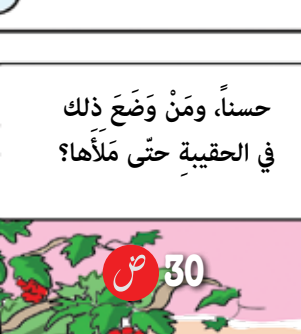 حسناً، ومَنْ وَضَعَ ذلك
في الحقيبةِ حتّى مَلَأَها؟
30 ض